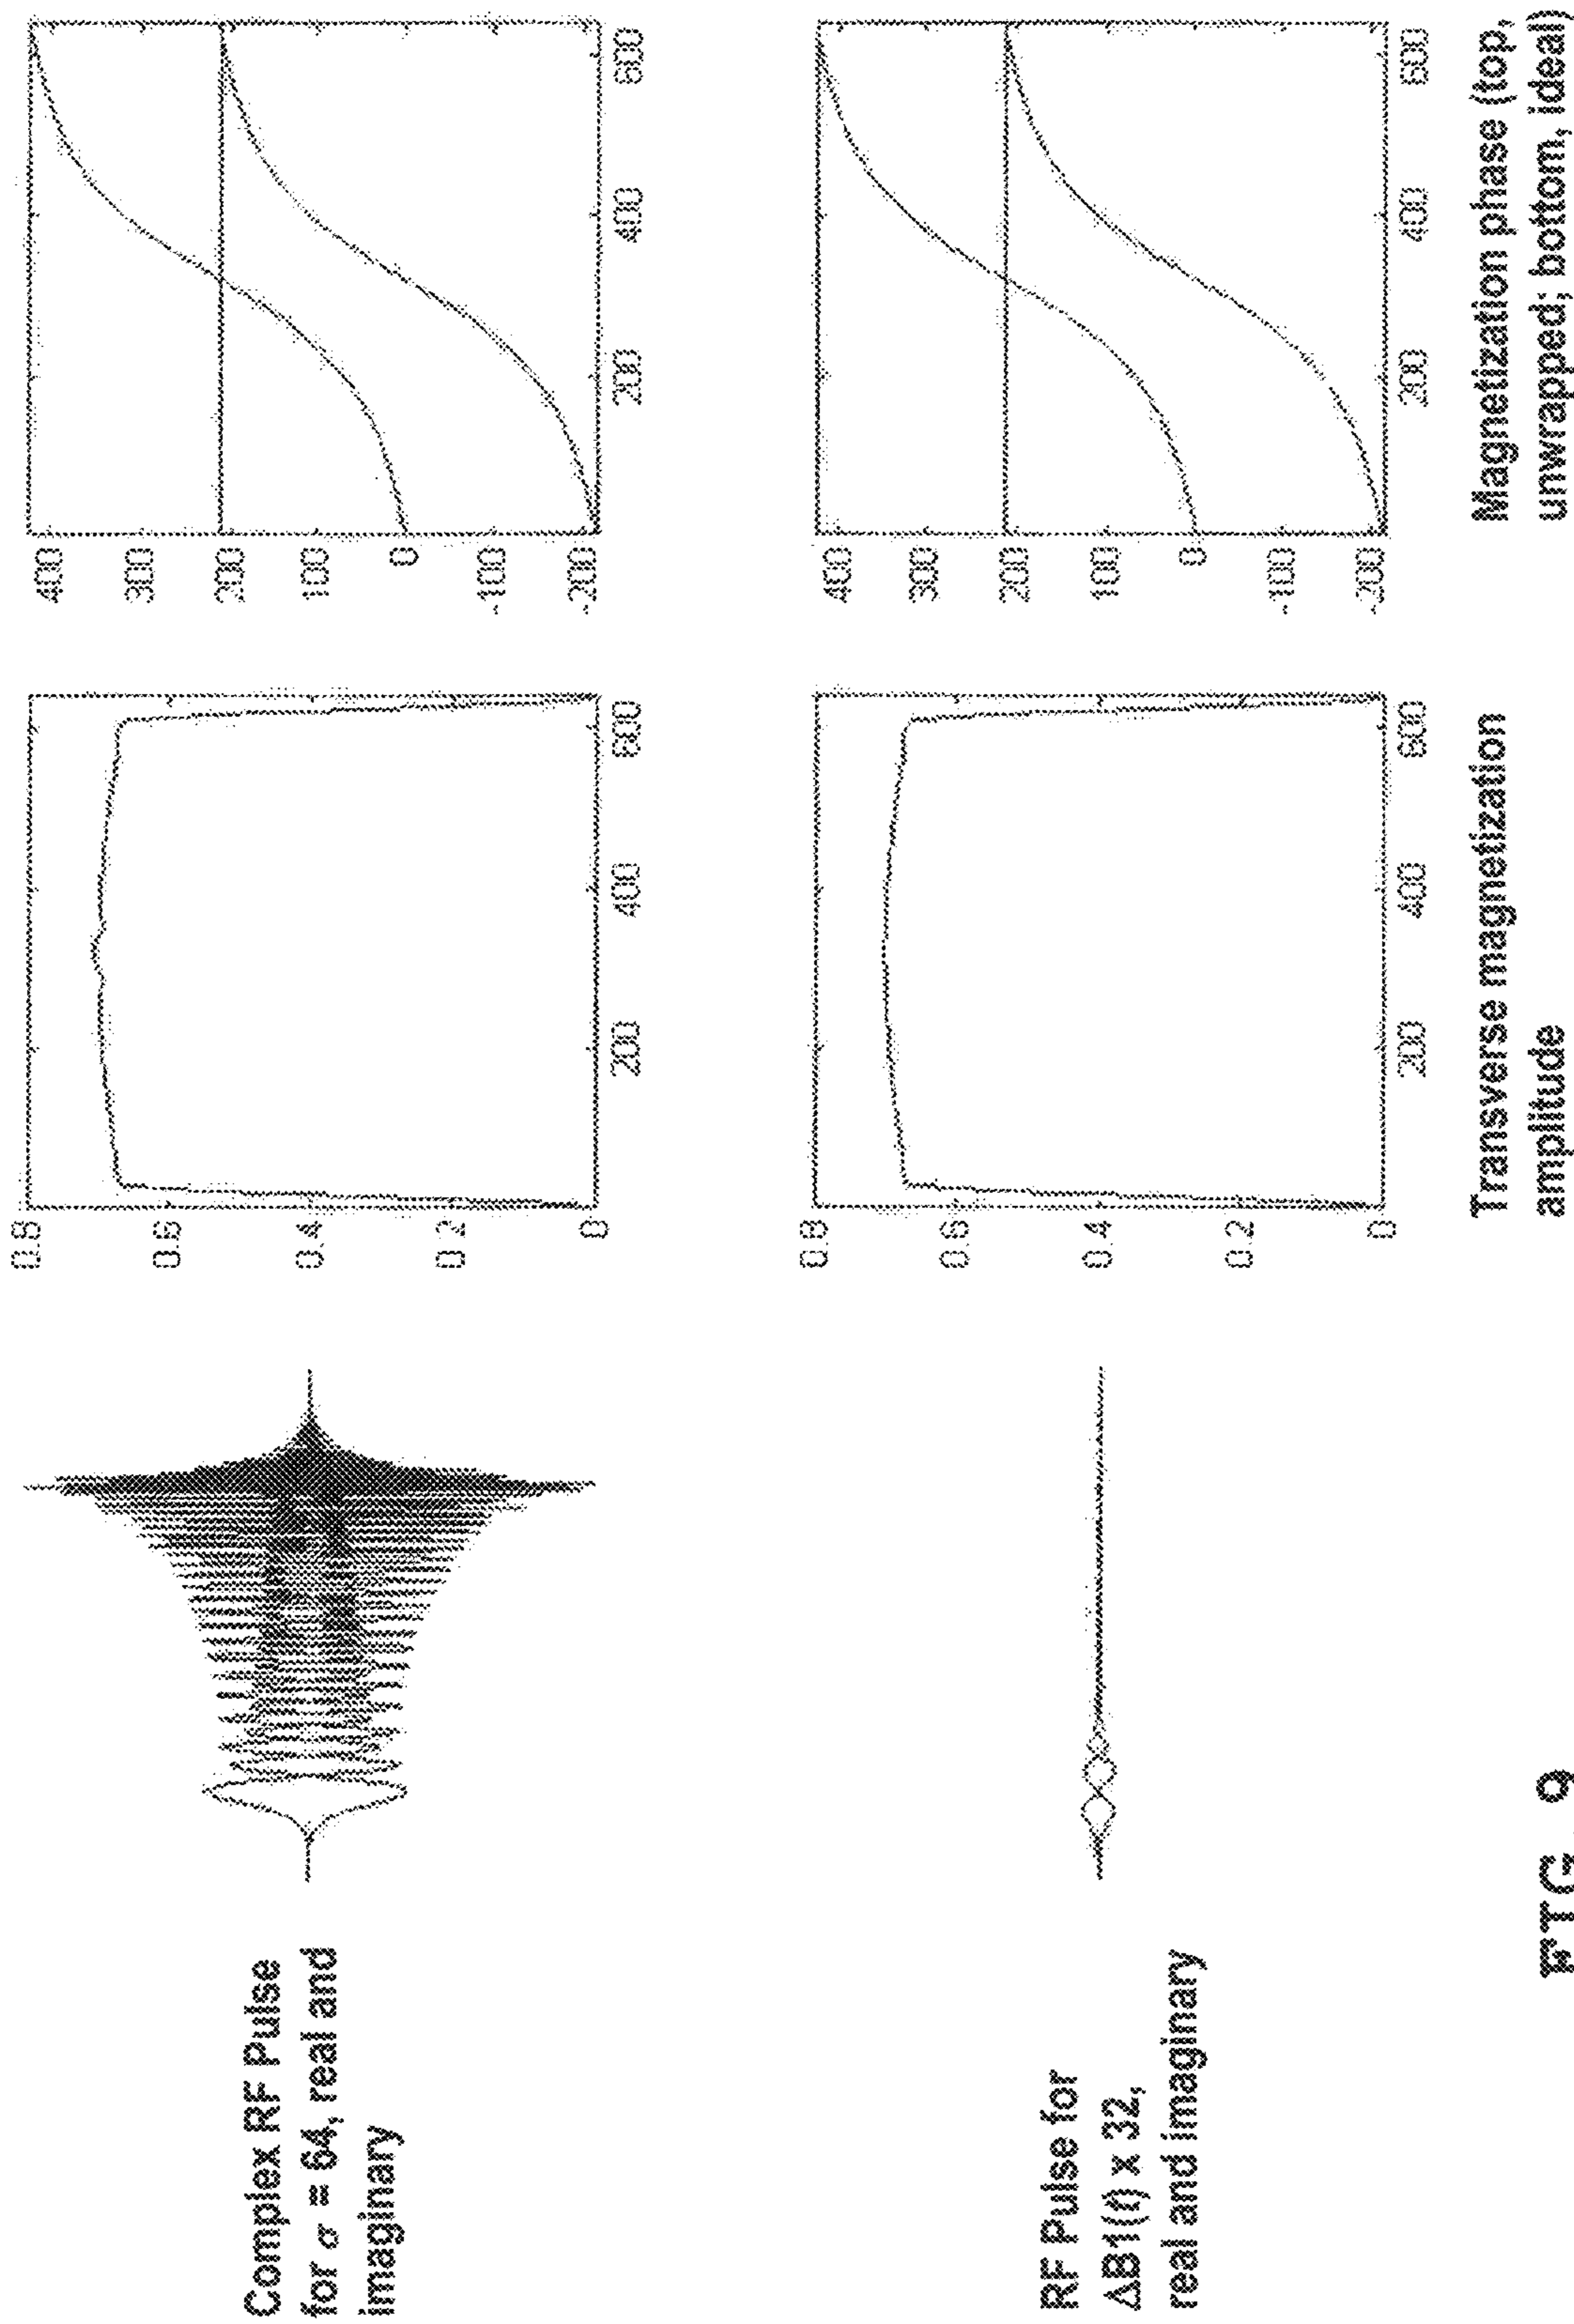 Complex RF Pulse
for σ = 64, real and
imaginary
0.8
0.6
0.4
0.2
0
200 400 600
400
300
200
100
0
-100
-200
200 400 600
RF Pulse for
ΔB1(t) x 32,
real and imaginary
0.8
0.6
0.4
0.2
0
200 400 600
400
300
200
100
0
-100
-200
200 400 600
Transverse magnetization
amplitude
Magnetization phase (top,
unwrapped; bottom, ideal)
FIG. 9